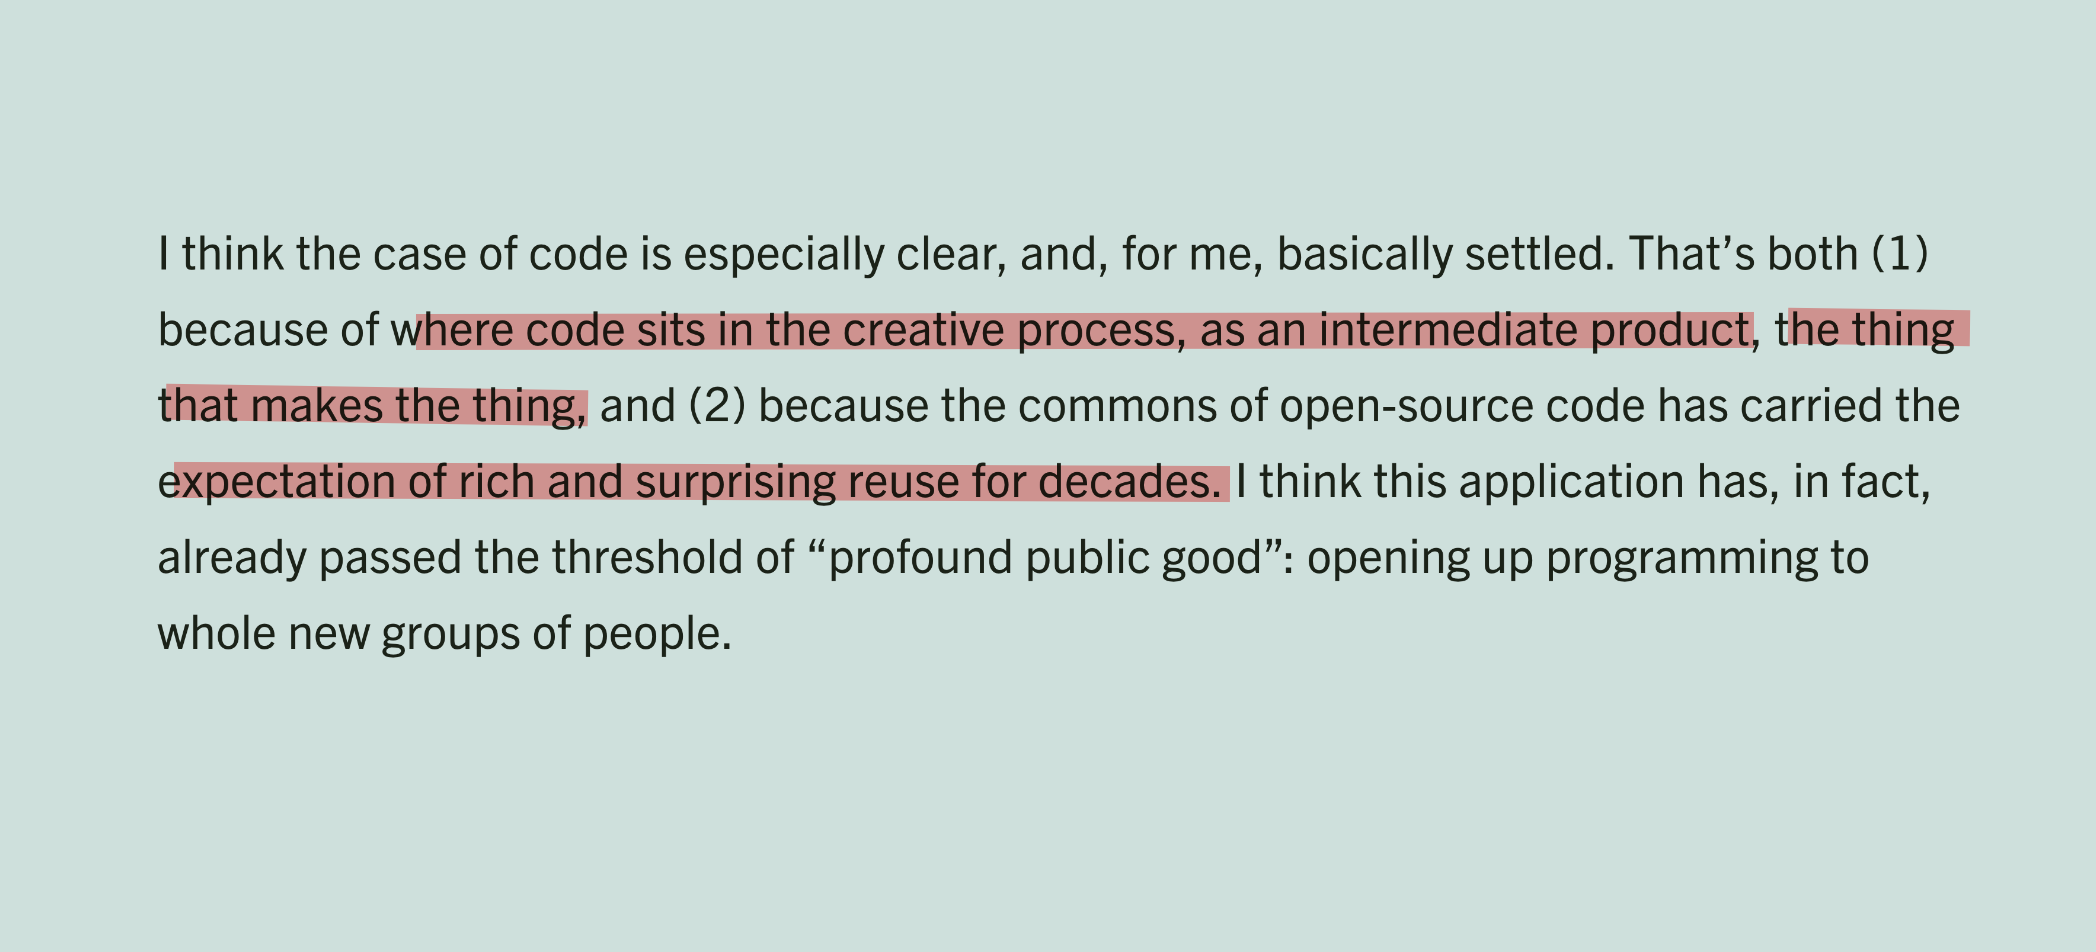 I think the case of code is especially clear, and, for me, basically settled. That’s both (1)
because of where code sits in the creative process, as an intermediate product, the thing
that makes the thing, and (2) because the commons of open-source code has carried the
expectation of rich and surprising reuse for decades. I think this application has, in fact,
already passed the threshold of “profound public good”: opening up programming to
whole new groups of people.